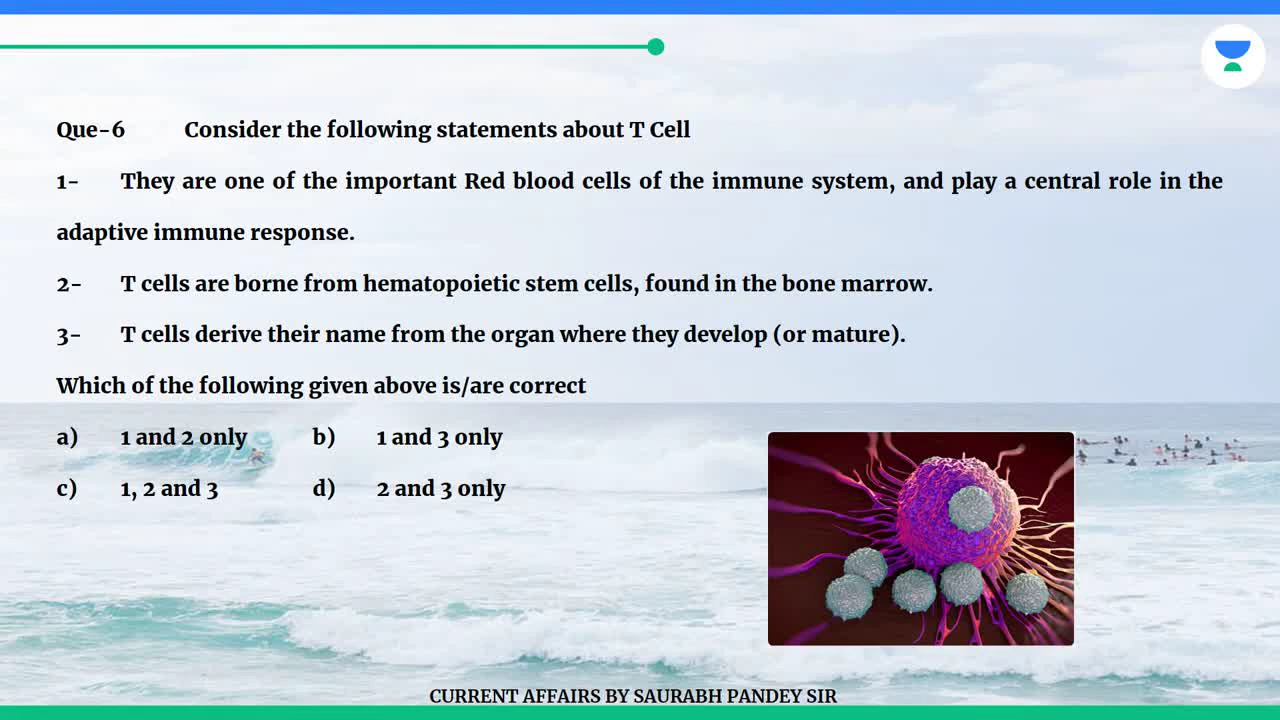 Que-6 Consider the following statements about T Cell
1- They are one of the important Red blood cells of the immune system, and play a central role in the
adaptive immune response.
2- T cells are borne from hematopoietic stem cells, found in the bone marrow.
3- T cells derive their name from the organ where they develop (or mature).
Which of the following given above is/are correct
a) 1 and 2 only b) 1 and 3 only
c) 1, 2 and 3 d) 2 and 3 only
CURRENT AFFAIRS BY SAURABH PANDEY SIR